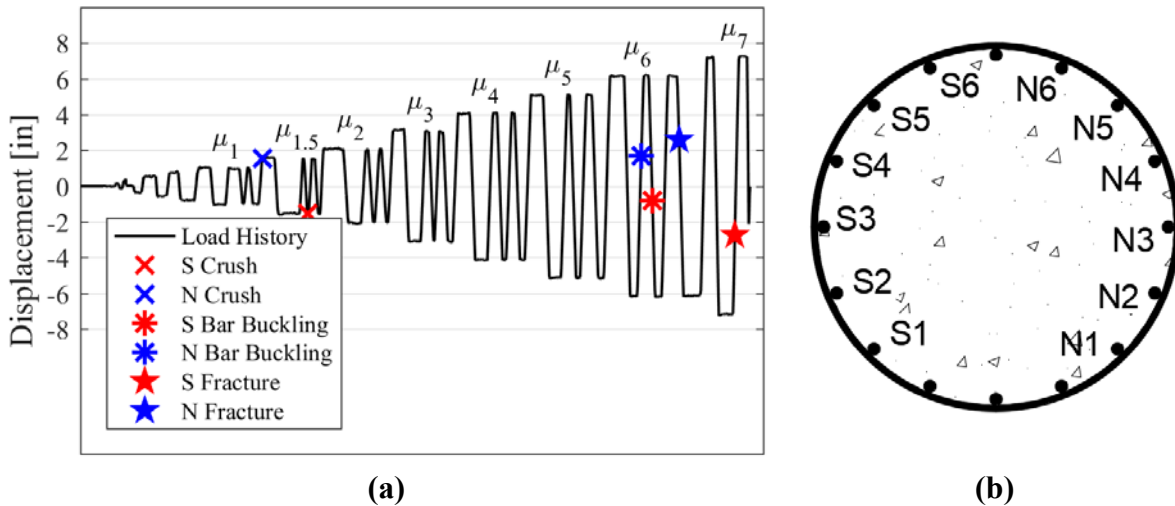 Displacement [in]
8
6
4
2
0
-2
-4
-6
-8
μ1
μ1.5
μ2
μ3
μ4
μ5
μ6
μ7
Load History
S Crush
N Crush
S Bar Buckling
N Bar Buckling
S Fracture
N Fracture
(a)
S6
N6
S5
N5
S4
N4
S3
N3
S2
N2
S1
N1
(b)